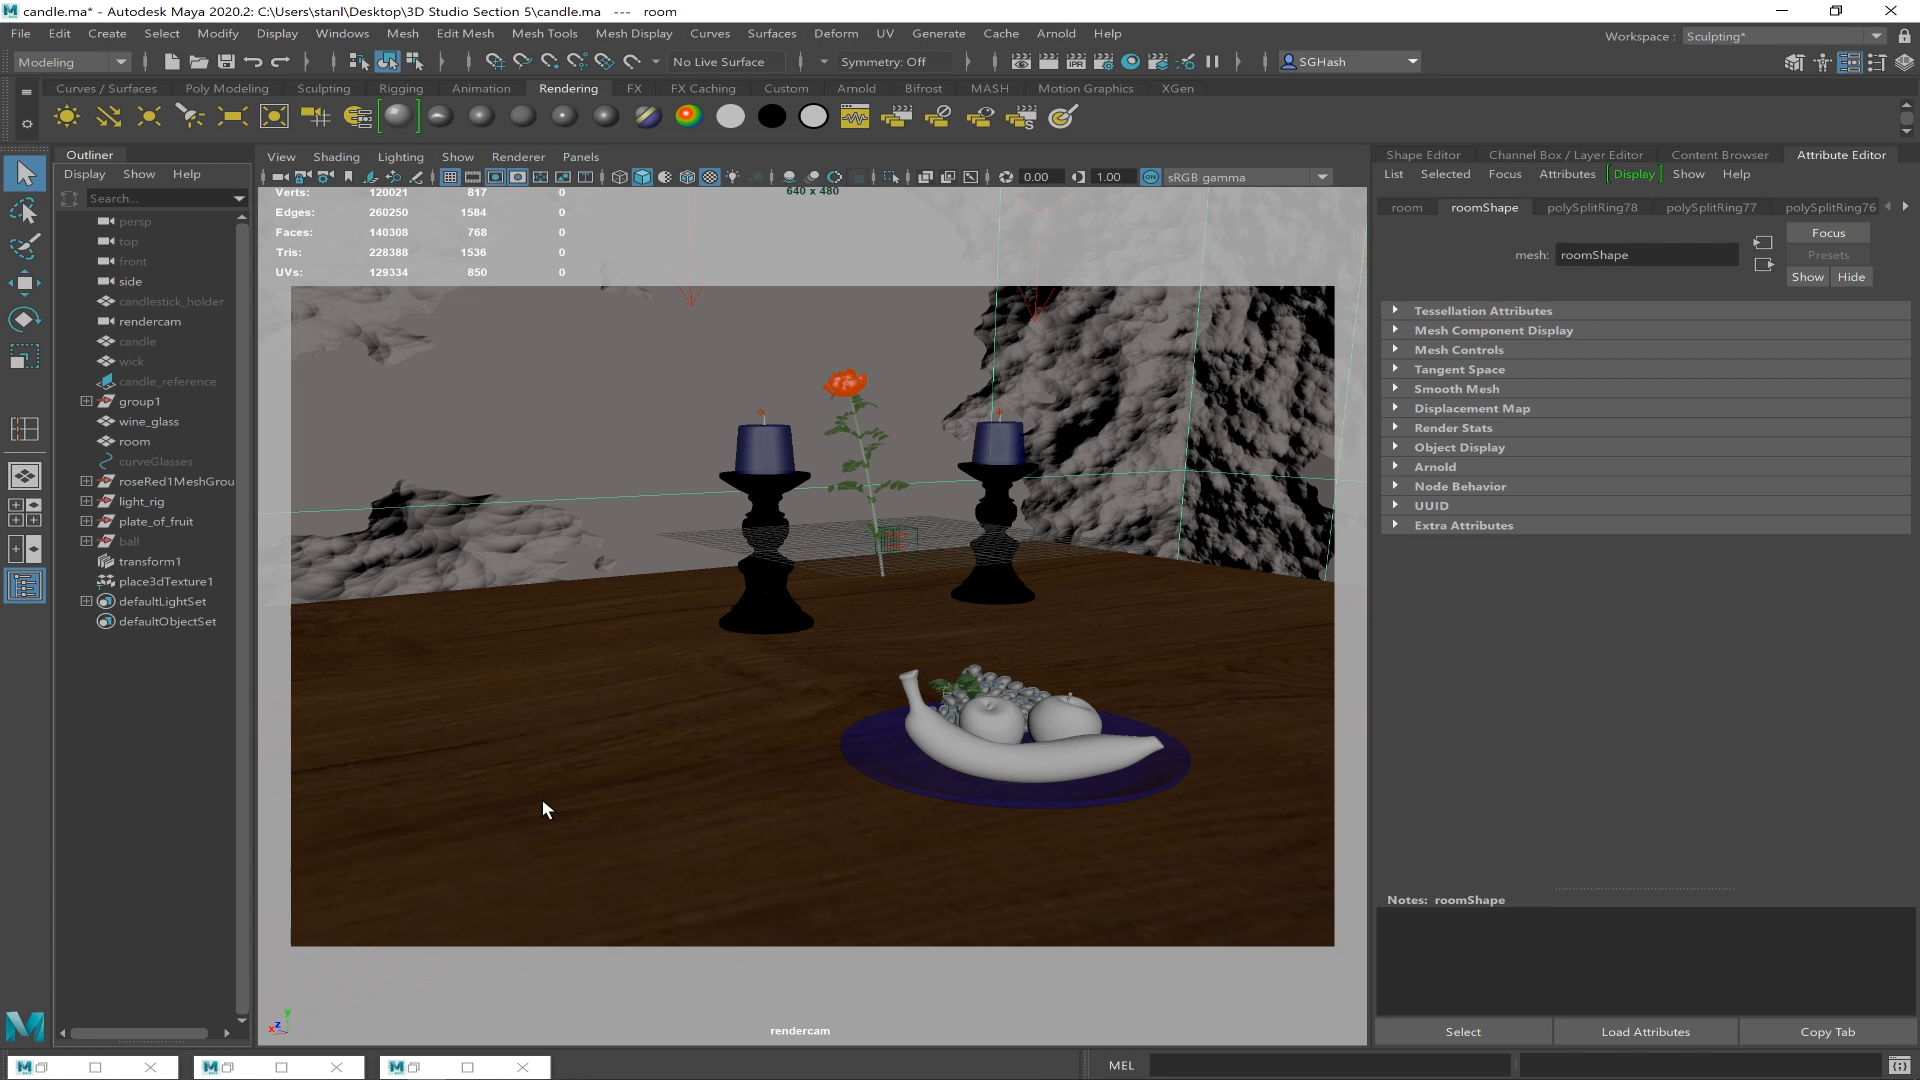 candle.ma* - Autodesk Maya 2020.2: C:\Users\stanl\Desktop\3D Studio Section 5\candle.ma --- room
File Edit Create Select Modify Display Windows Mesh Edit Mesh Mesh Tools Mesh Display Curves Surfaces Deform UV Generate Cache Arnold Help
Workspace : Sculpting*
Modeling No Live Surface Symmetry: Off IPR SGHash
Curves / Surfaces Poly Modeling Sculpting Rigging Animation Rendering FX FX Caching Custom Arnold Bifrost MASH Motion Graphics XGen
Outliner
Display Show Help
Search...
persp
top
front
side
candlestick_holder
rendercam
candle
wick
candle_reference
group1
wine_glass
room
curveGlasses
roseRed1MeshGrou
light_rig
plate_of_fruit
ball
transform1
place3dTexture1
defaultLightSet
defaultObjectSet
View Shading Lighting Show Renderer Panels
0.00 1.00 ON sRGB gamma
Verts: 120021 817 0
640 x 480
Edges: 260250 1584 0
Faces: 140308 768 0
Tris: 228388 1536 0
UVs: 129334 850 0
y
z
x
rendercam
Shape Editor Channel Box / Layer Editor Content Browser Attribute Editor
List Selected Focus Attributes Display Show Help
room roomShape polySplitRing78 polySplitRing77 polySplitRing76
mesh: roomShape
Focus
Presets
Show Hide
Tessellation Attributes
Mesh Component Display
Mesh Controls
Tangent Space
Smooth Mesh
Displacement Map
Render Stats
Object Display
Arnold
Node Behavior
UUID
Extra Attributes
Notes: roomShape
Select Load Attributes Copy Tab
MEL